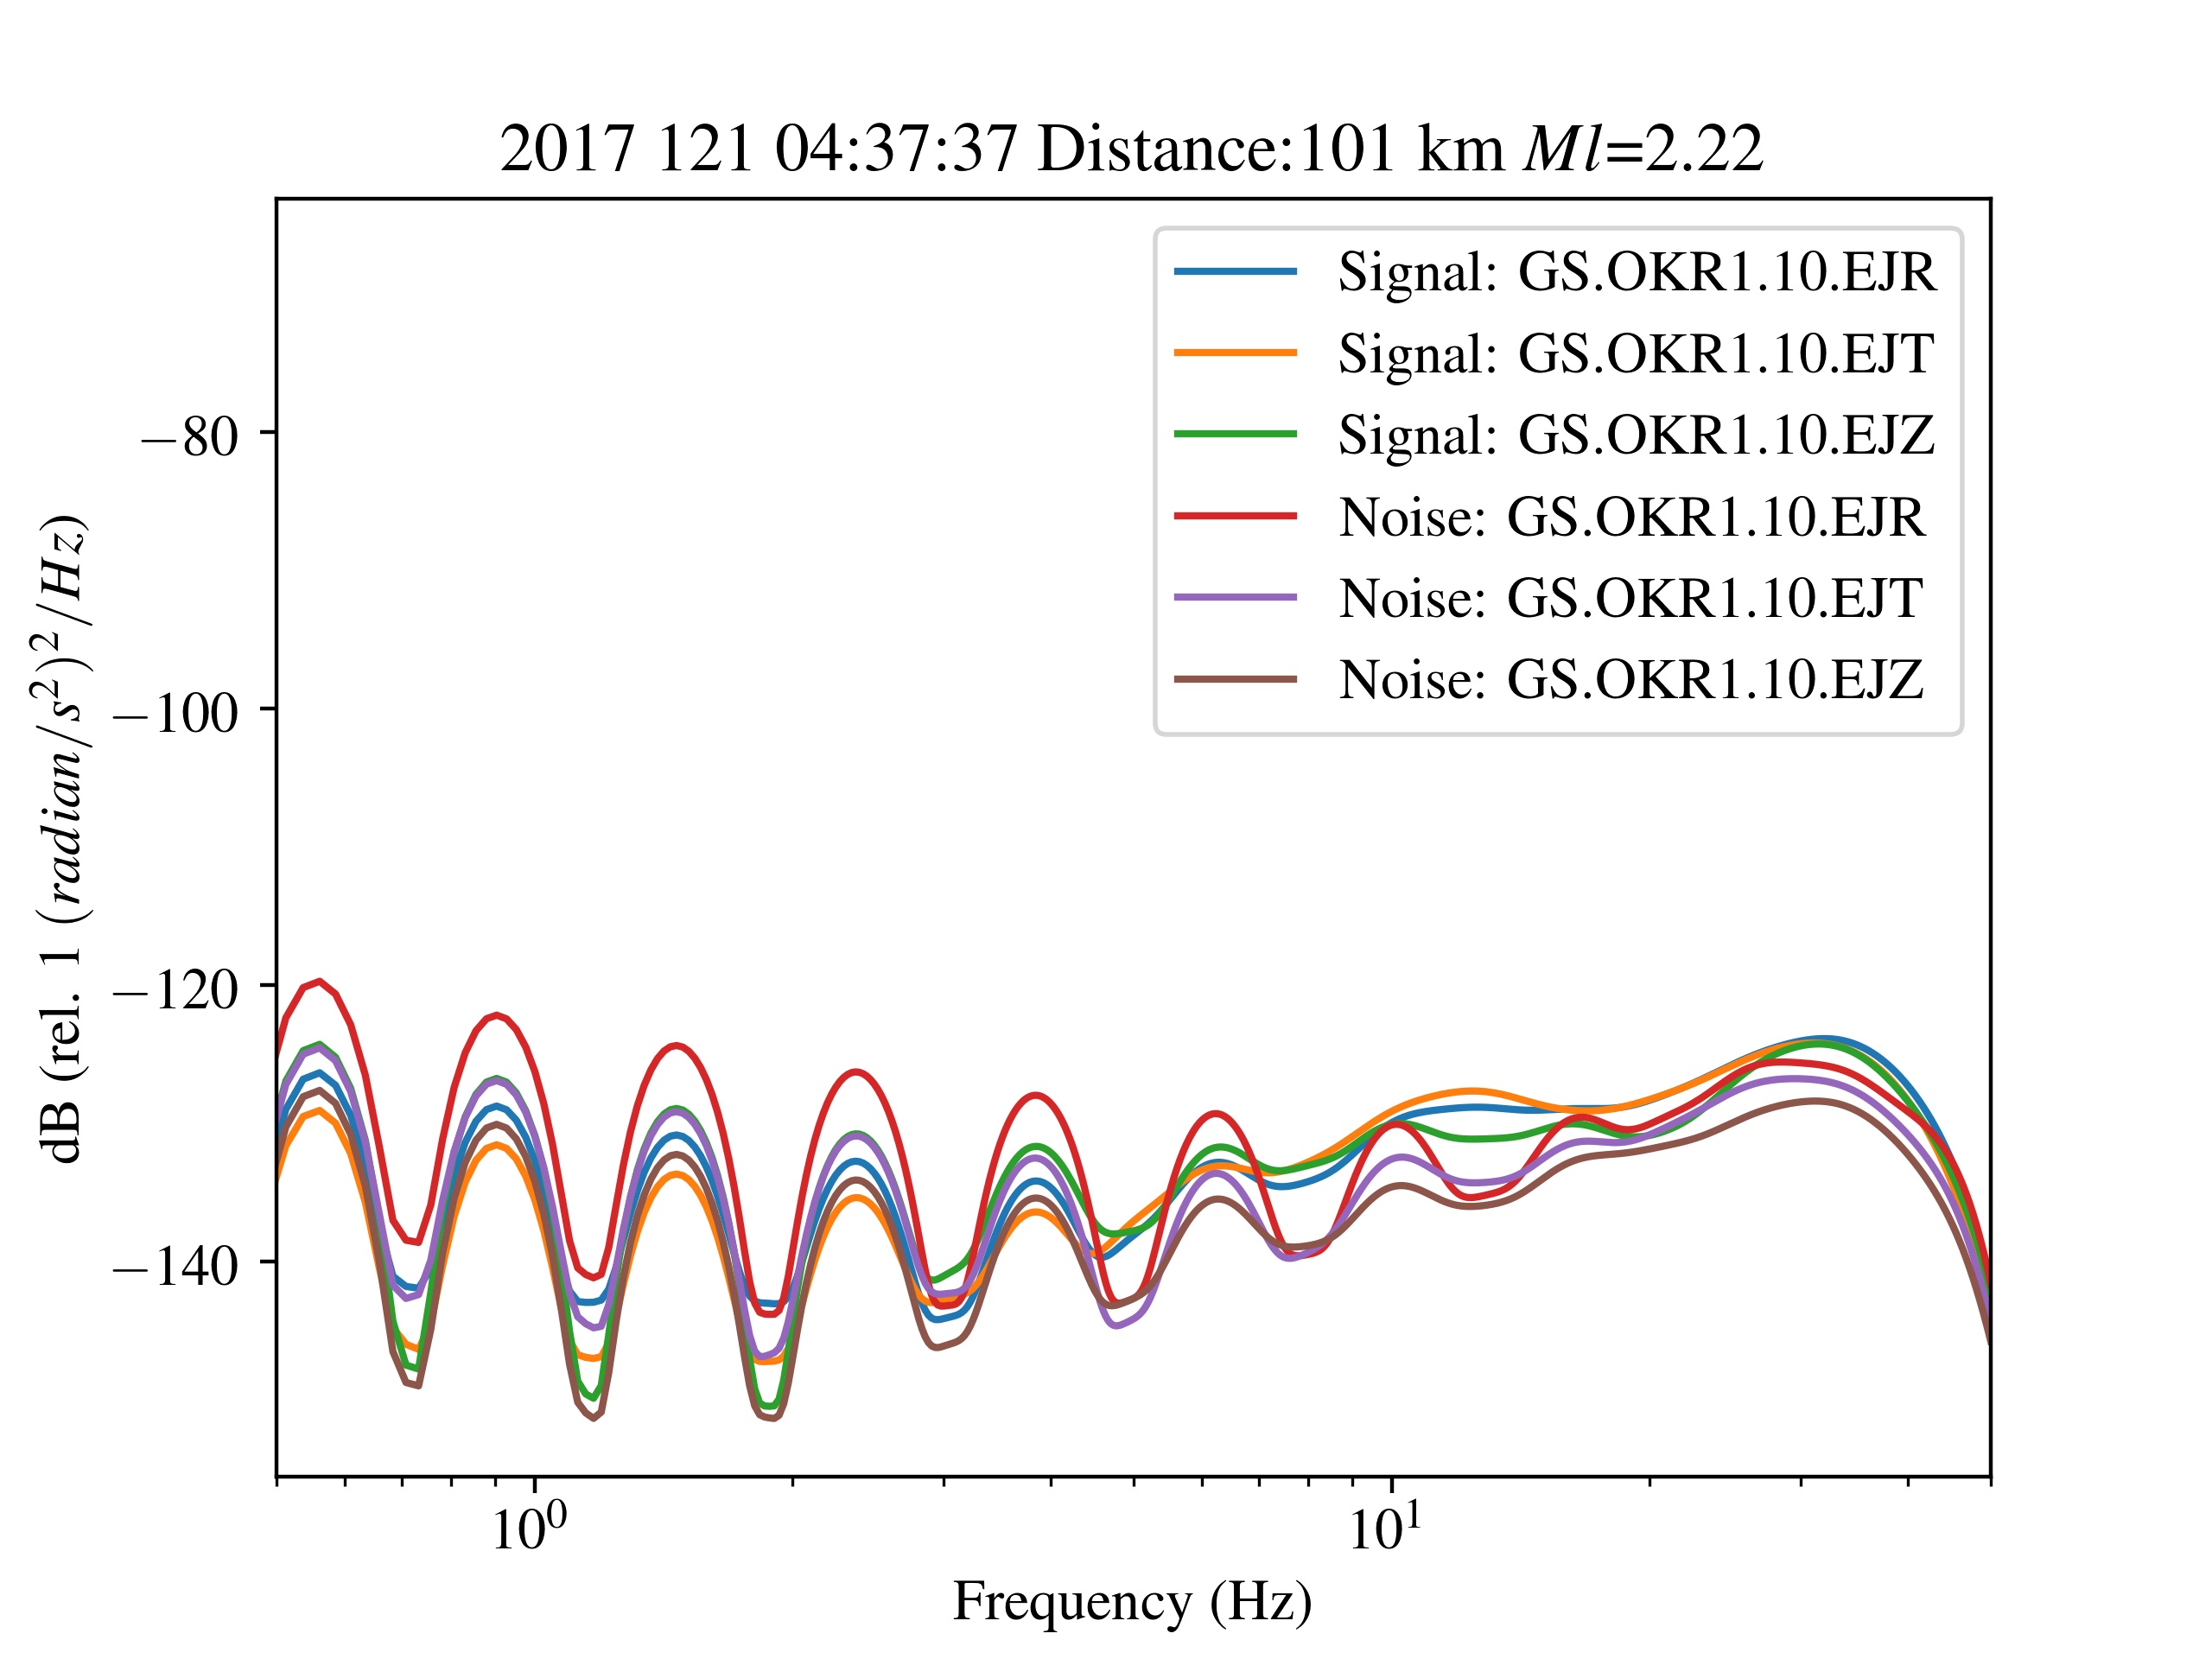 2017 121 04:37:37 Distance:101 km Ml=2.22
Signal: GS.OKR1.10.EJR
Signal: GS.OKR1.10.EJT
Signal: GS.OKR1.10.EJZ
Noise: GS.OKR1.10.EJR
Noise: GS.OKR1.10.EJT
Noise: GS.OKR1.10.EJZ
−80
−100
−120
−140
dB (rel. 1 (radian/s²)²/Hz)
10⁰
10¹
Frequency (Hz)